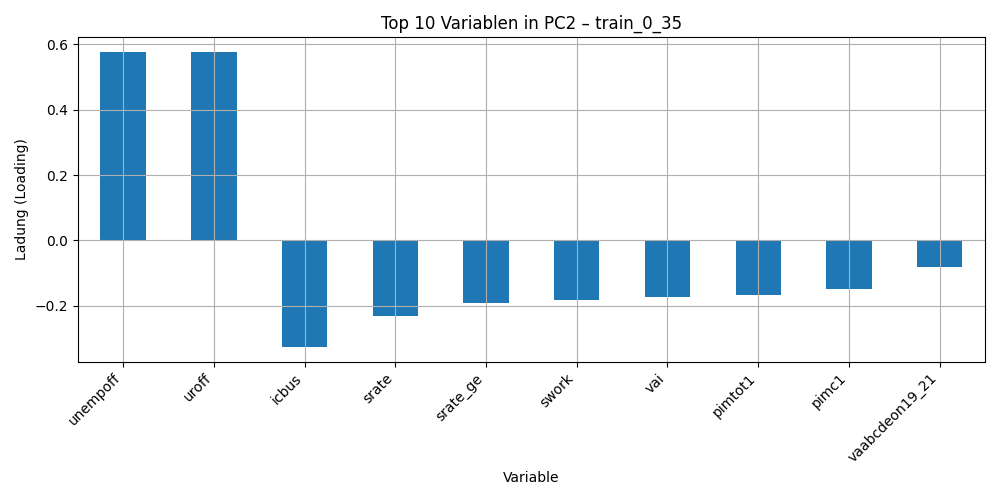 Top 10 Variablen in PC2 – train_0_35
Ladung (Loading)
0.6
0.4
0.2
0.0
−0.2
unempoff
uroff
icbus
srate
srate_ge
swork
vai
pimtot1
pimc1
vaabcdeon19_21
Variable